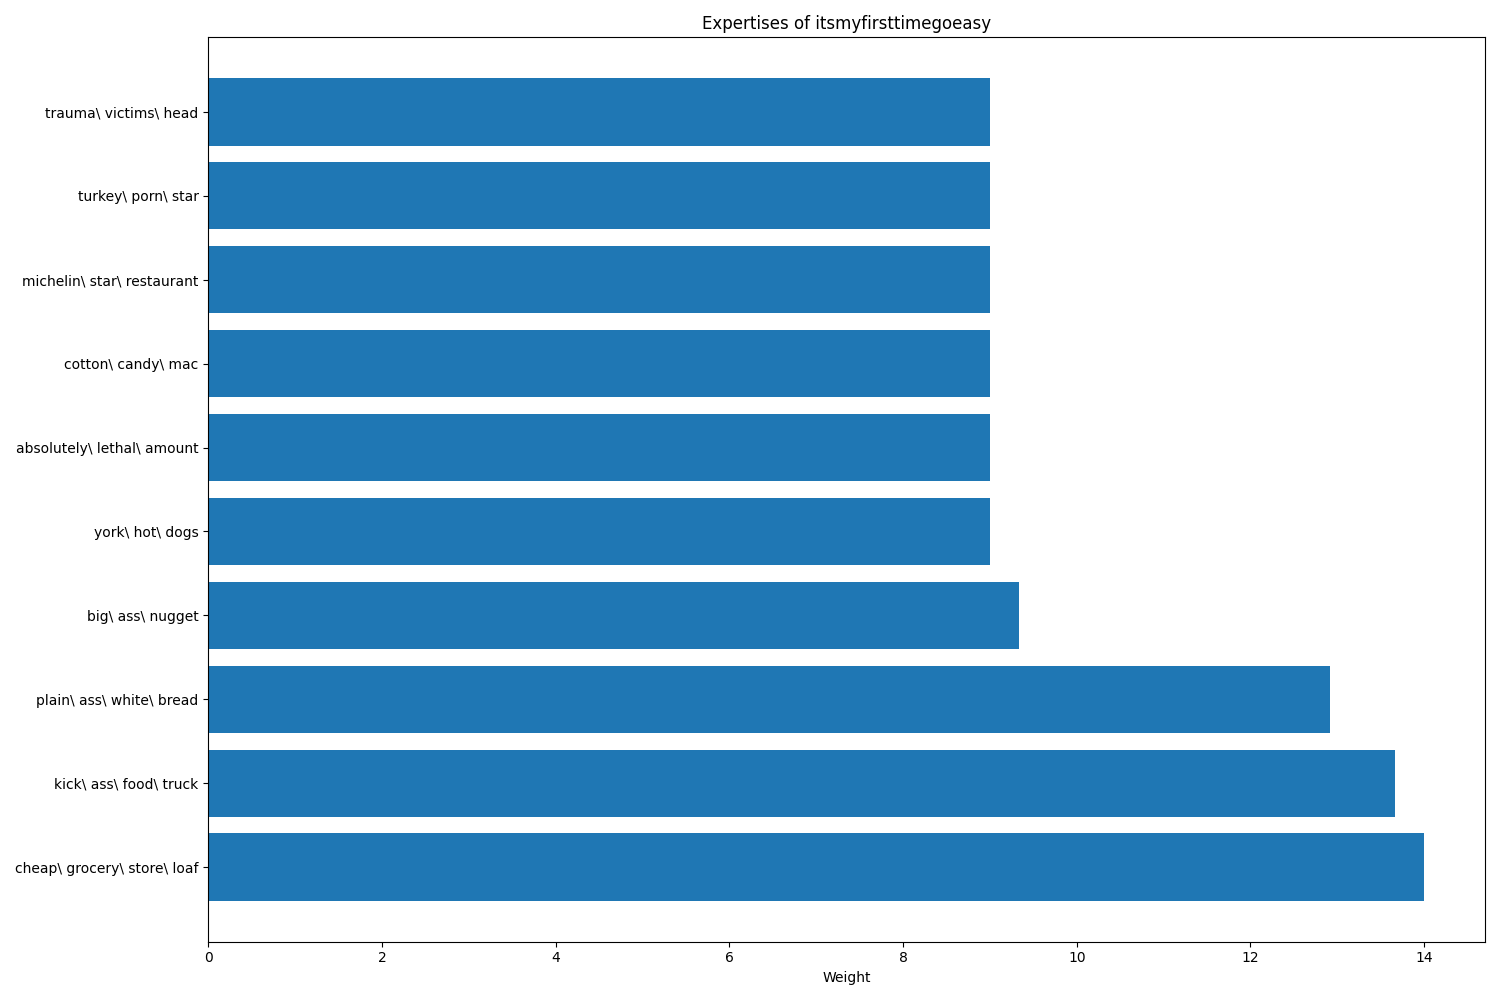 Expertises of itsmyfirsttimegoeasy
trauma\ victims\ head
turkey\ porn\ star
michelin\ star\ restaurant
cotton\ candy\ mac
absolutely\ lethal\ amount
york\ hot\ dogs
big\ ass\ nugget
plain\ ass\ white\ bread
kick\ ass\ food\ truck
cheap\ grocery\ store\ loaf
0 2 4 6 8 10 12 14
Weight